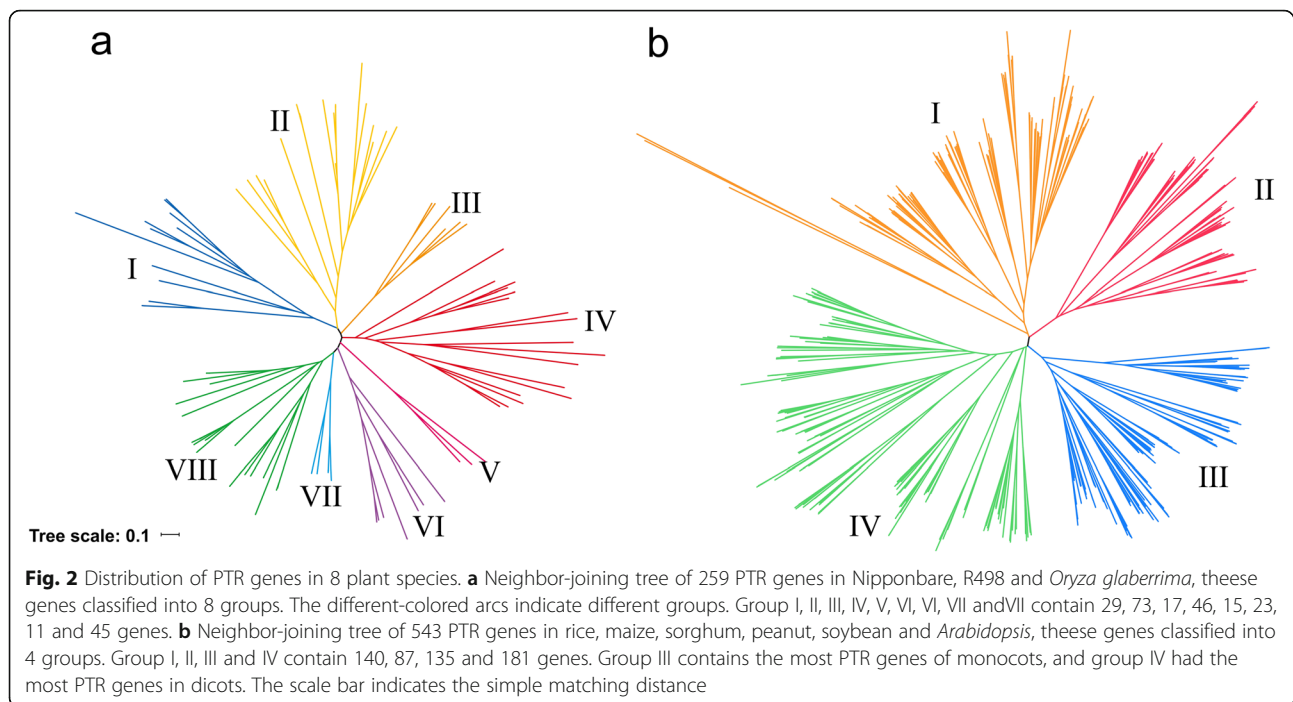 a
b
II
III
I
IV
V
VI
VII
VIII
Tree scale: 0.1
I
II
III
IV
Fig. 2 Distribution of PTR genes in 8 plant species. a Neighbor-joining tree of 259 PTR genes in Nipponbare, R498 and Oryza glaberrima, theese
genes classified into 8 groups. The different-colored arcs indicate different groups. Group I, II, III, IV, V, VI, VI, VII andVII contain 29, 73, 17, 46, 15, 23,
11 and 45 genes. b Neighbor-joining tree of 543 PTR genes in rice, maize, sorghum, peanut, soybean and Arabidopsis, theese genes classified into
4 groups. Group I, II, III and IV contain 140, 87, 135 and 181 genes. Group III contains the most PTR genes of monocots, and group IV had the
most PTR genes in dicots. The scale bar indicates the simple matching distance